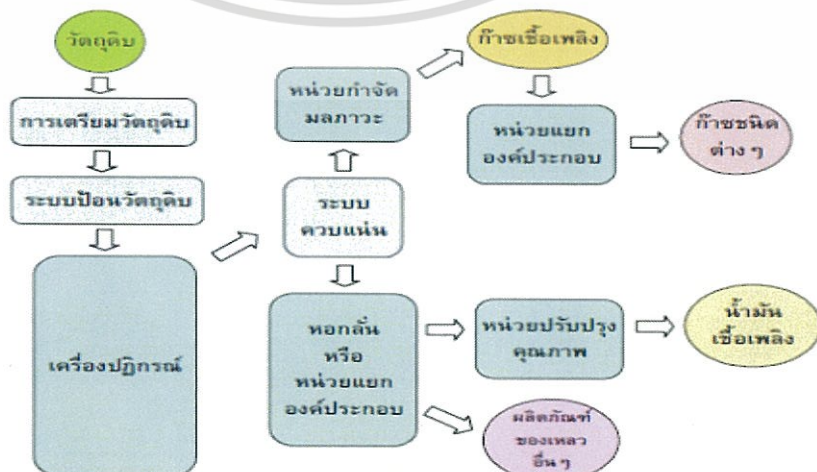 วัตถุดิบ
การเตรียมวัตถุดิบ
ระบบป้อนวัตถุดิบ
เครื่องปฏิกรณ์
หน่วยกำจัด
มลภาวะ
ระบบ
ควบแน่น
หอกลั่น
หรือ
หน่วยแยก
องค์ประกอบ
ก๊าซเชื้อเพลิง
หน่วยแยก
องค์ประกอบ
ก๊าซชนิด
ต่าง ๆ
หน่วยปรับปรุง
คุณภาพ
น้ำมัน
เชื้อเพลิง
ผลิตภัณฑ์
ของเหลว
อื่น ๆ